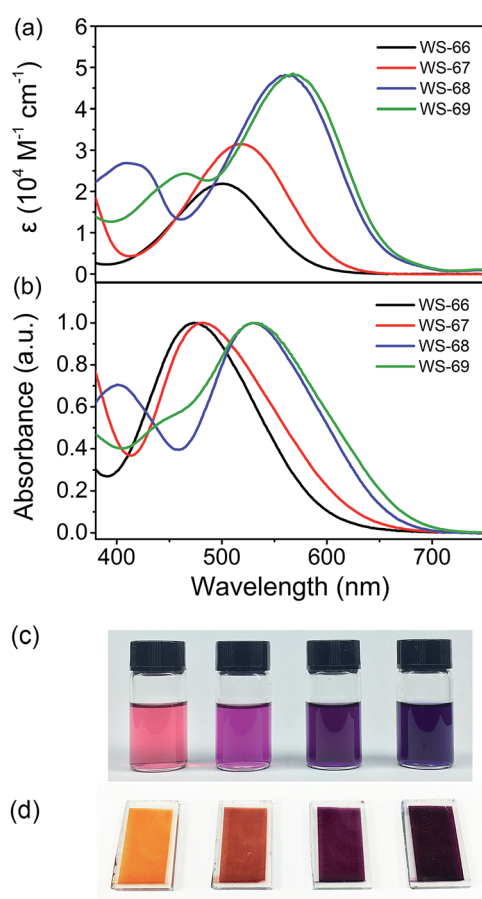 (a)
6
5
4
3
2
1
0
ε (10⁴ M⁻¹ cm⁻¹)
WS-66
WS-67
WS-68
WS-69
(b)
1.0
0.8
0.6
0.4
0.2
0.0
Absorbance (a.u.)
WS-66
WS-67
WS-68
WS-69
400 500 600 700
Wavelength (nm)
(c)
(d)